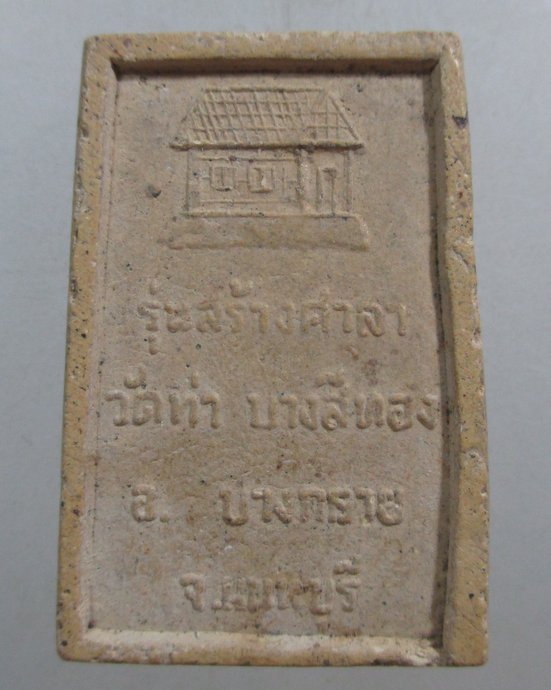 รุ่นสร้างศาลา
วัดท่า บางสีทอง
อ. บางกรวย
จ.นนทบุรี